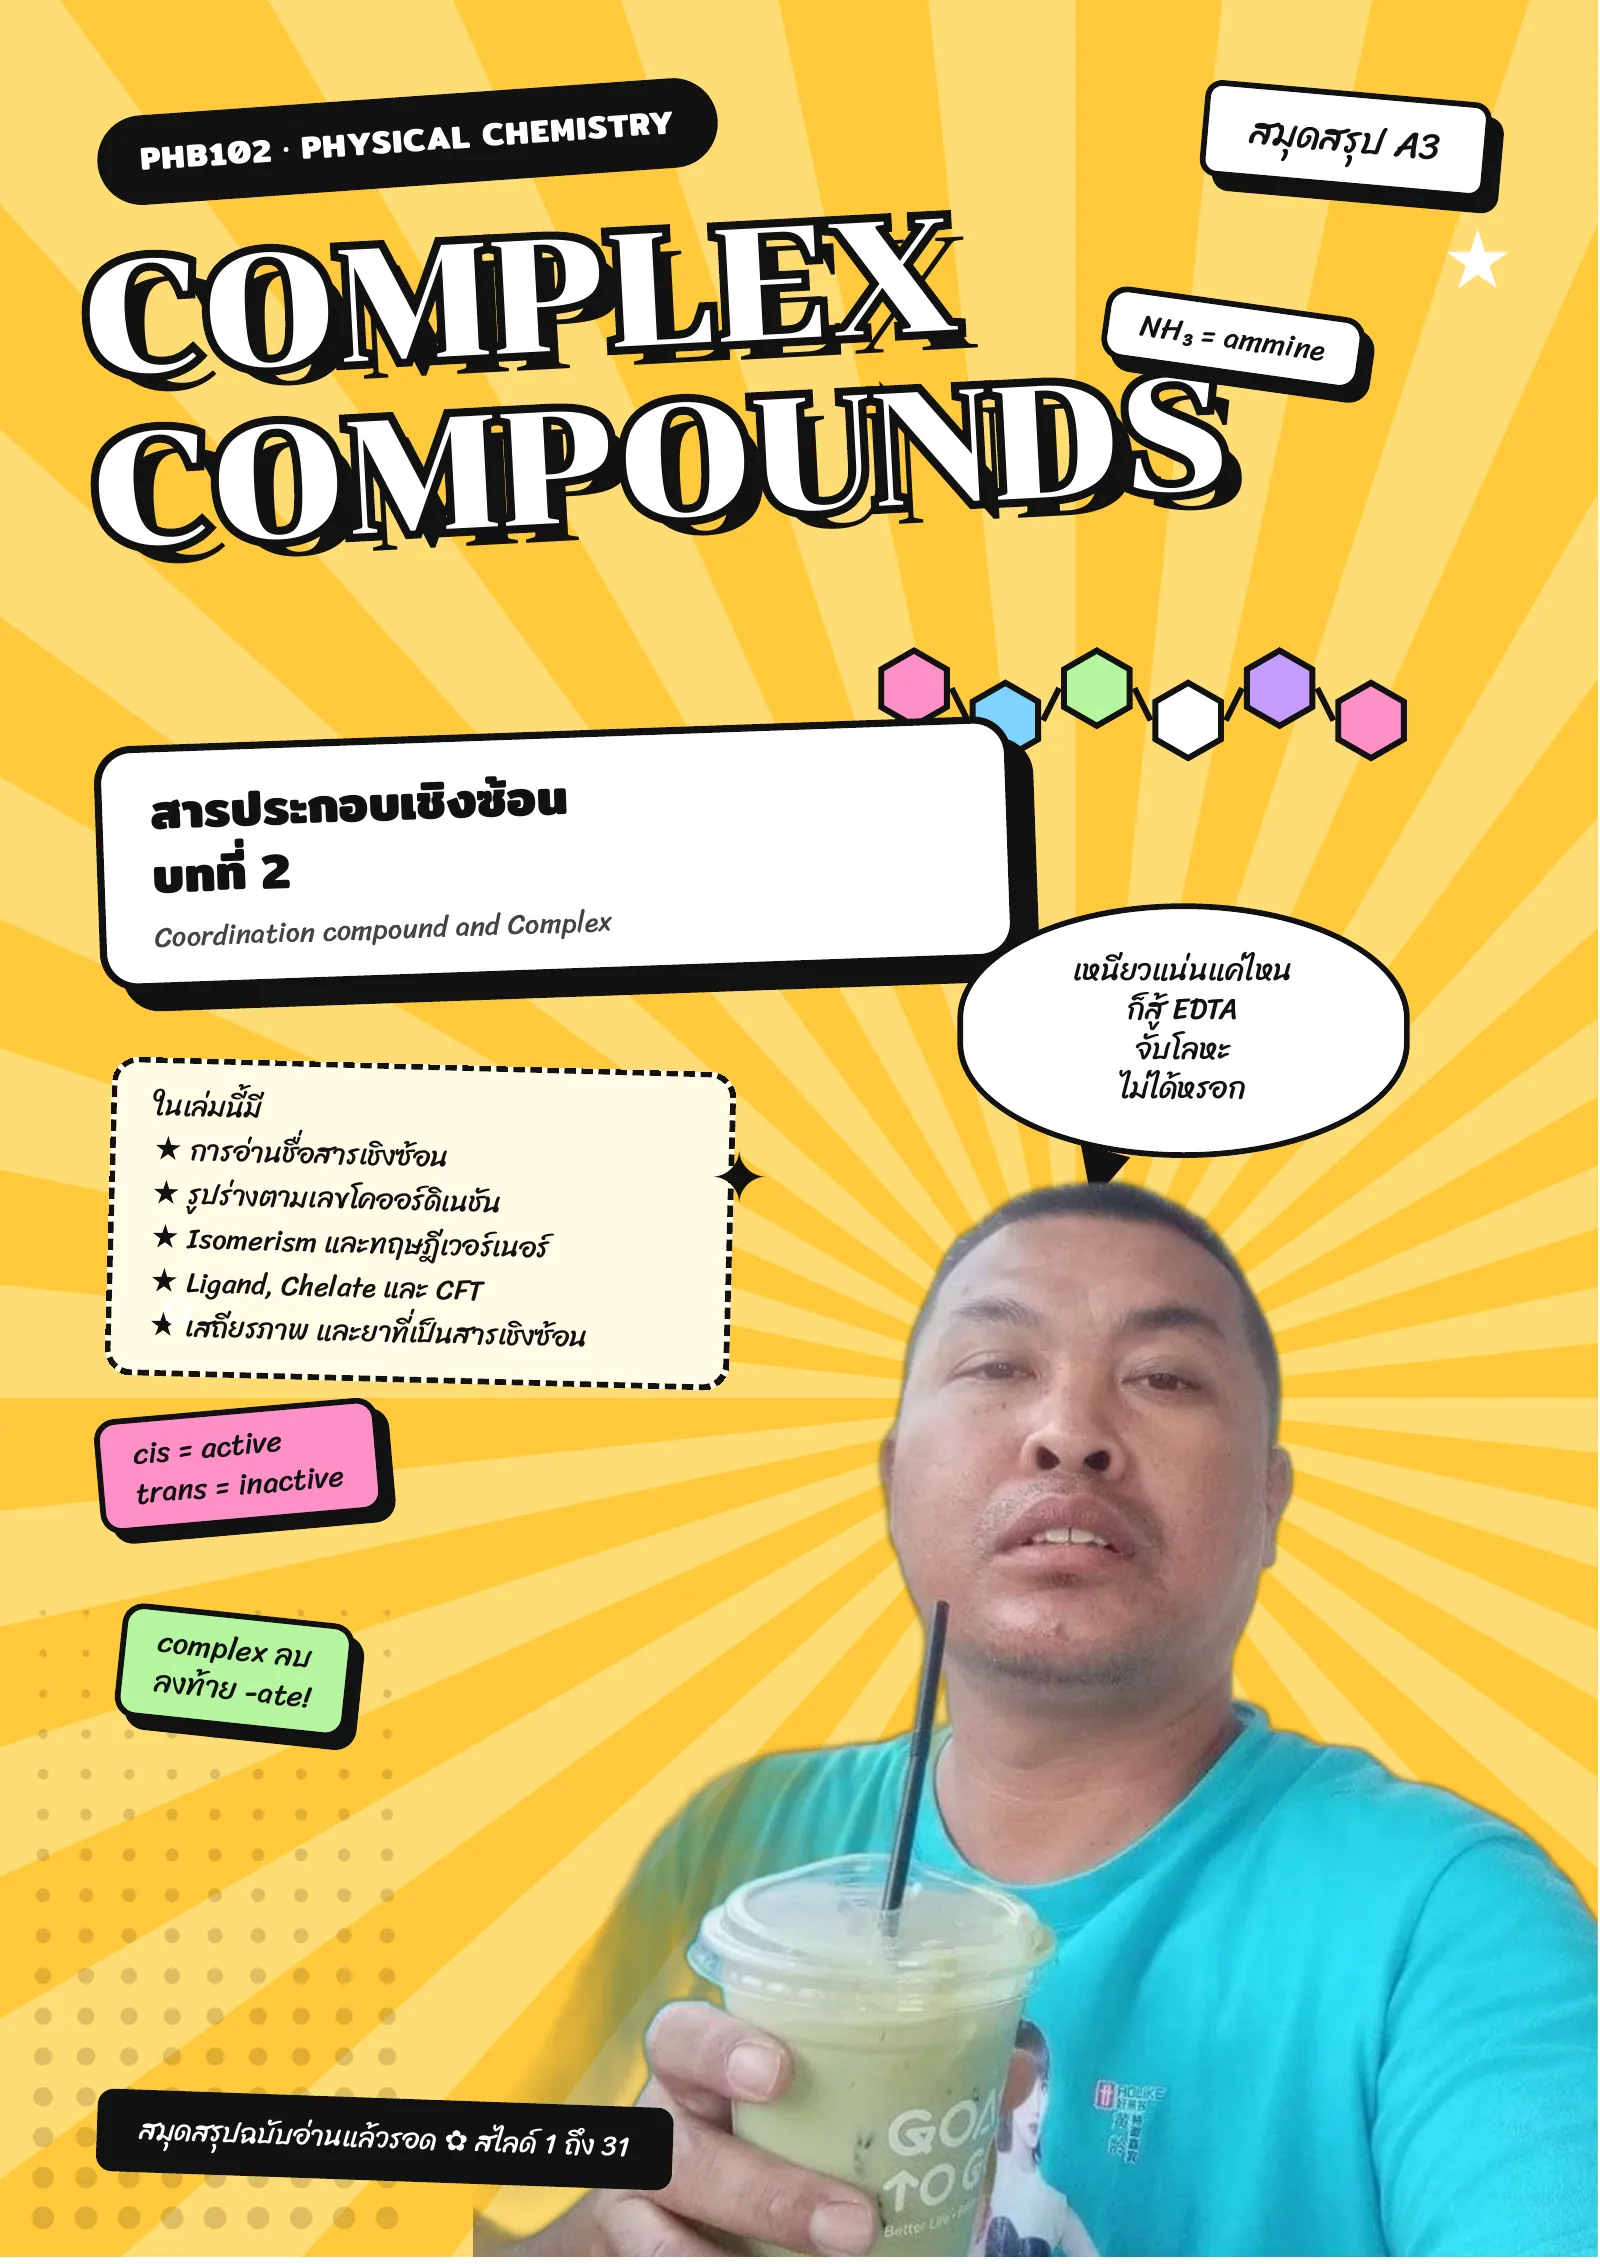 PHB102 · PHYSICAL CHEMISTRY
สมุดสรุป A3
COMPLEX
NH₃ = ammine
COMPOUNDS
สารประกอบเชิงซ้อน
บทที่ 2
Coordination compound and Complex
เหนียวแน่นแค่ไหน
ก็สู้ EDTA
จับโลหะ
ไม่ได้หรอก
ในเล่มนี้มี
★ การอ่านชื่อสารเชิงซ้อน
★ รูปร่างตามเลขโคออร์ดิเนชัน
★ Isomerism และทฤษฎีเวอร์เนอร์
★ Ligand, Chelate และ CFT
★ เสถียรภาพ และยาที่เป็นสารเชิงซ้อน
cis = active
trans = inactive
complex ลบ
ลงท้าย -ate!
HOLIKE
GOA
TO G
Better Life
สมุดสรุปฉบับอ่านแล้วรอด ✿ สไลด์ 1 ถึง 31